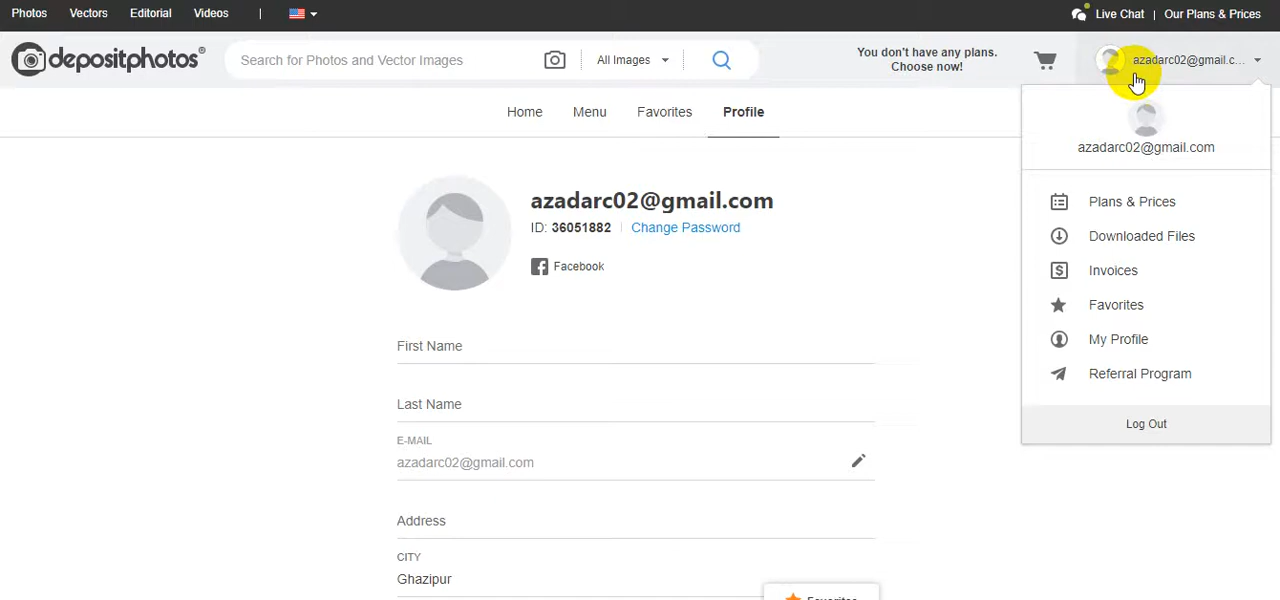 Photos Vectors Editorial Videos | Live Chat | Our Plans & Prices
depositphotos® Search for Photos and Vector Images All Images You don't have any plans. azadarc02@gmail.c...
Choose now!
Home Menu Favorites Profile
azadarc02@gmail.com
Plans & Prices
Downloaded Files
Invoices
Favorites
My Profile
Referral Program
Log Out
azadarc02@gmail.com
ID: 36051882 | Change Password
Facebook
First Name
Last Name
E-MAIL
azadarc02@gmail.com
Address
CITY
Ghazipur
Favorites